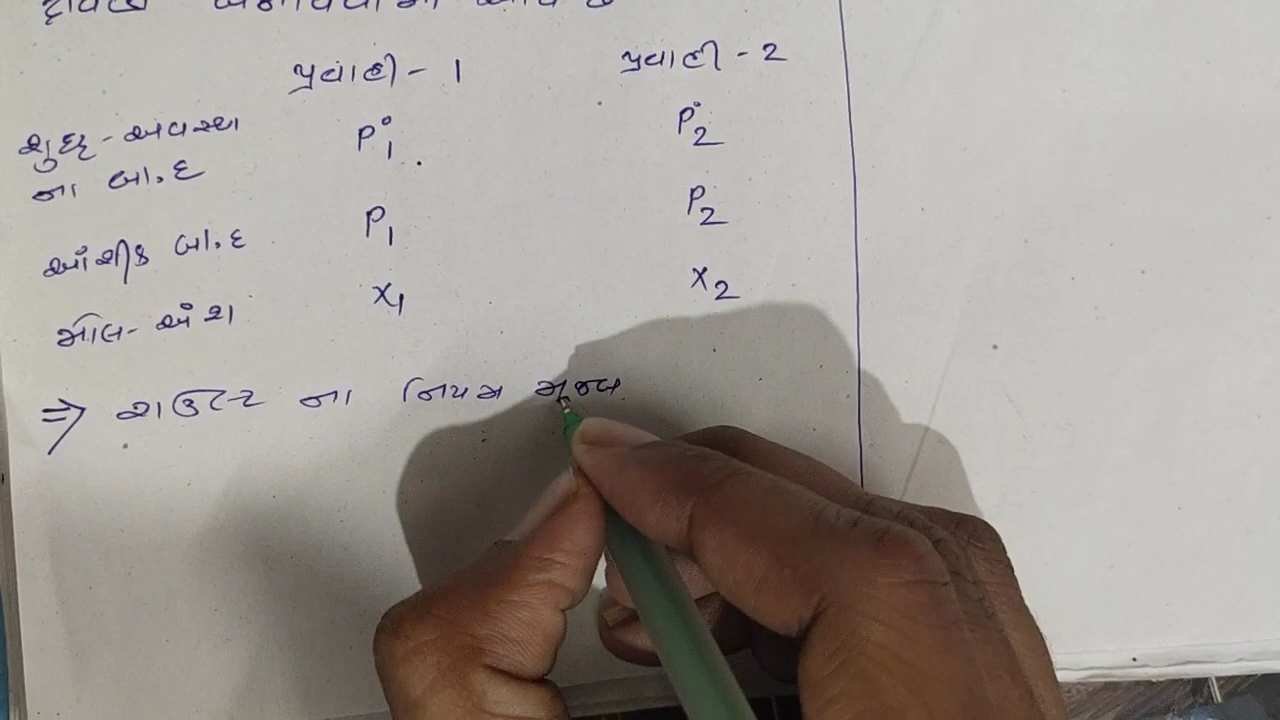 પ્રવાહી - 1 પ્રવાહી - 2
શુધ્ધ - અવસ્થા P°1 P°2
ના બા.દ
આંશીક બા.દ P1 P2
મોલ - અંશ x1 x2
⇒ રાઉલ્ટ ના નિયમ મુજબ